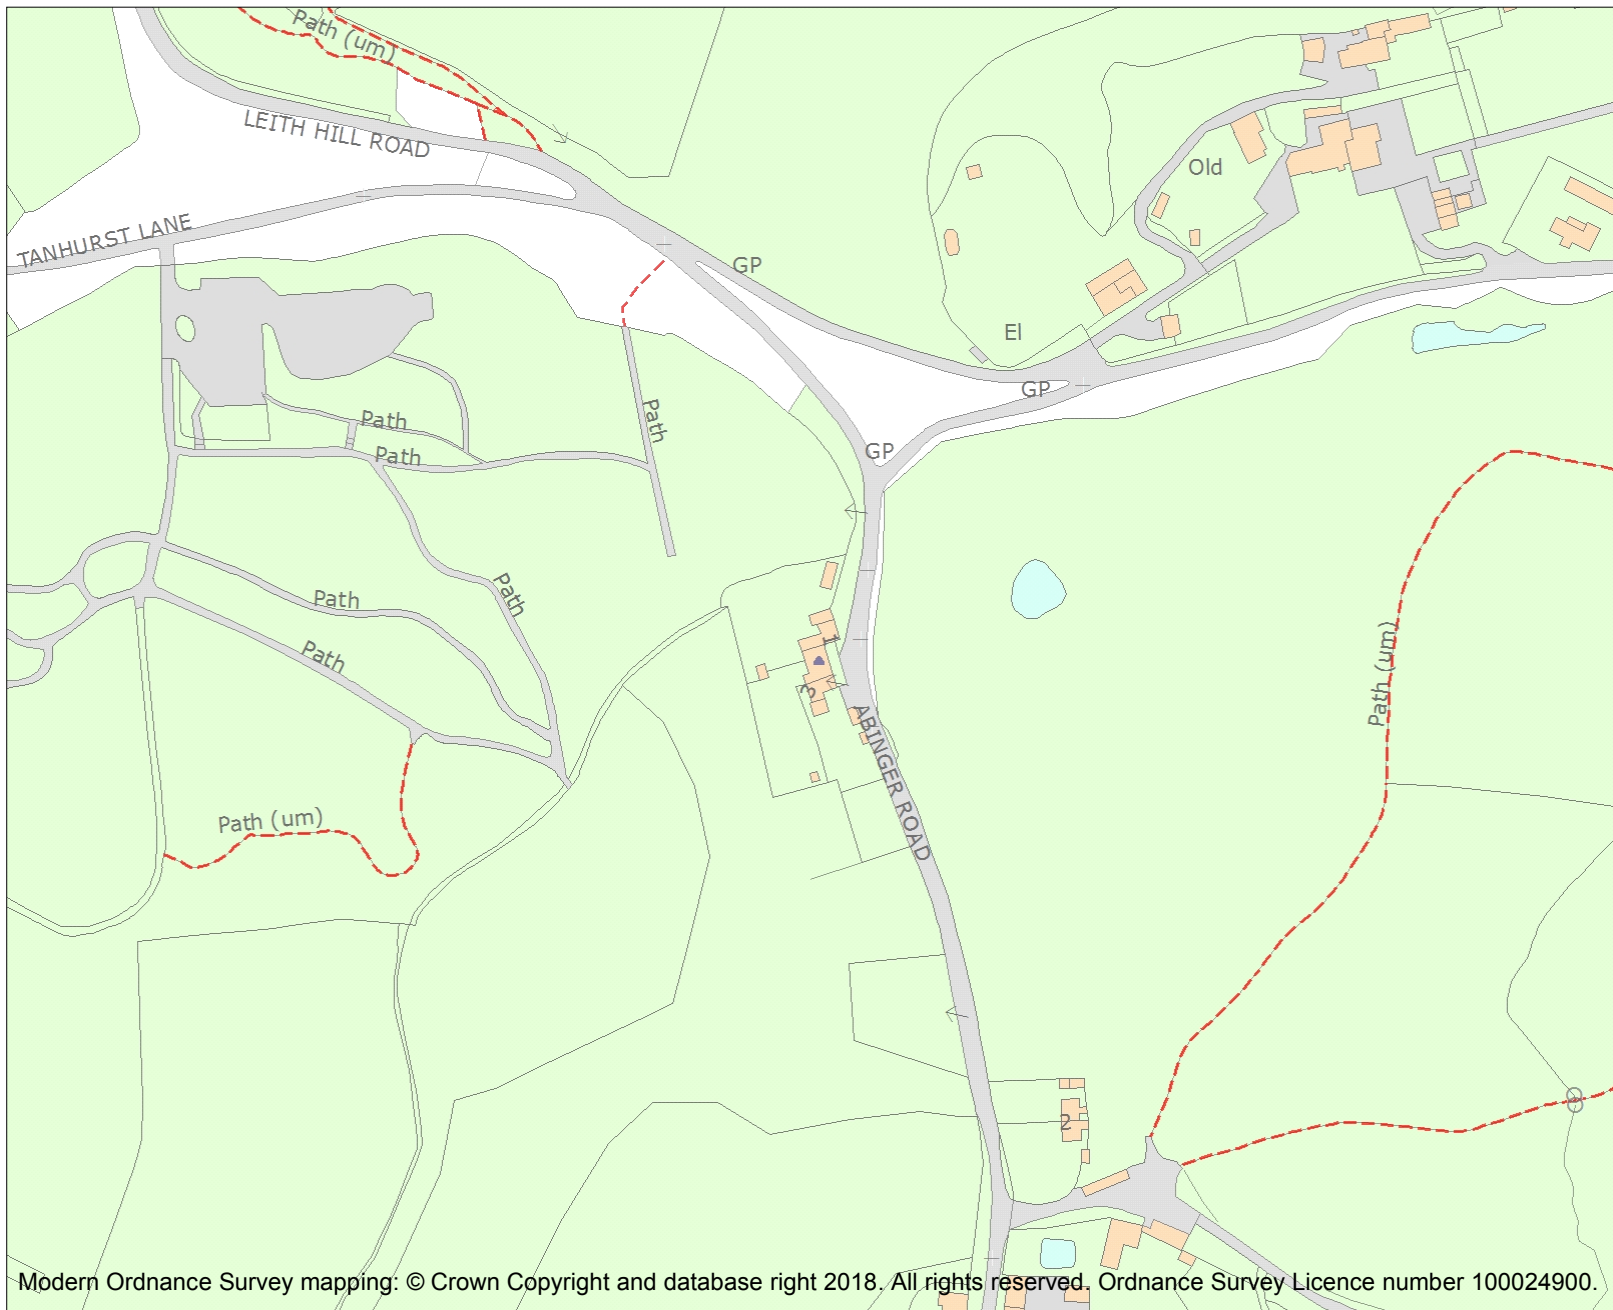 Path (um)
LEITH HILL ROAD
Old
TANHURST LANE
GP
El
GP
Path
Path
GP
Path
Path
Path
1
Path
Path (um)
3
ABINGER ROAD
Path (um)
2
Modern Ordnance Survey mapping: © Crown Copyright and database right 2018. All rights reserved. Ordnance Survey Licence number 100024900.